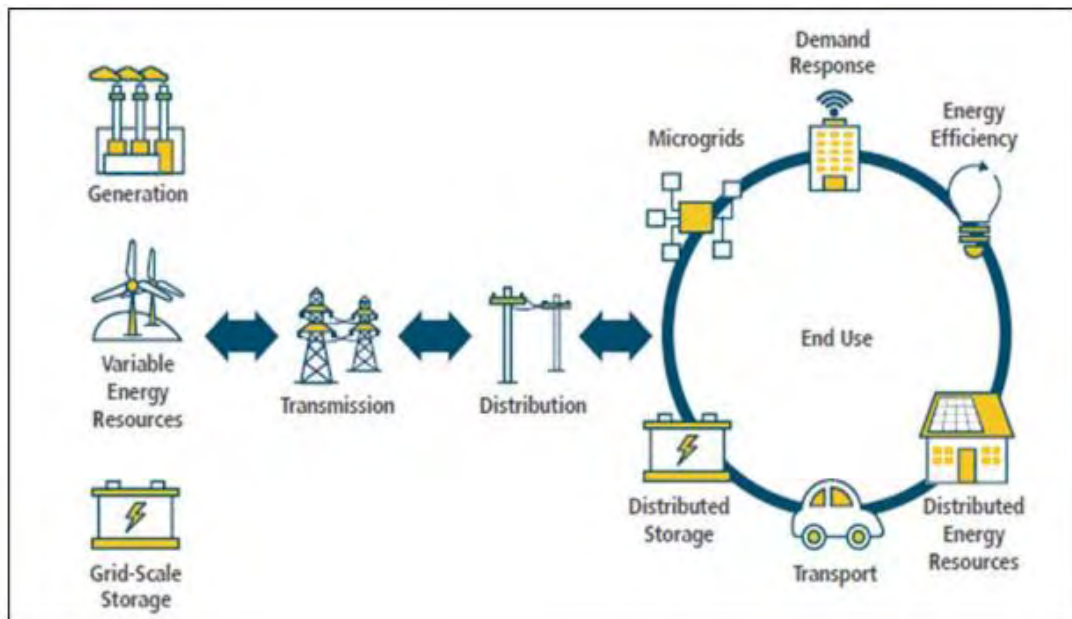 Demand
Response
Energy
Efficiency
Microgrids
Generation
End Use
Variable
Energy
Resources
Transmission
Distribution
Distributed
Storage
Distributed
Energy
Resources
Transport
Grid-Scale
Storage